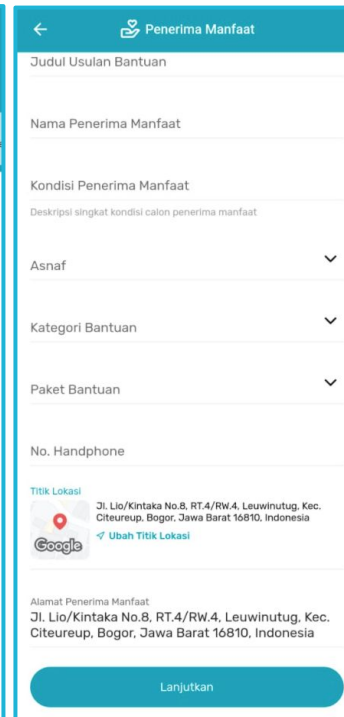 Penerima Manfaat
Judul Usulan Bantuan
Nama Penerima Manfaat
Kondisi Penerima Manfaat
Deskripsi singkat kondisi calon penerima manfaat
Asnaf
Kategori Bantuan
Paket Bantuan
No. Handphone
Titik Lokasi
Jl. Lio/Kintaka No.8, RT.4/RW.4, Leuwinutug, Kec.
Citeureup, Bogor, Jawa Barat 16810, Indonesia
Google
Ubah Titik Lokasi
Alamat Penerima Manfaat
Jl. Lio/Kintaka No.8, RT.4/RW.4, Leuwinutug, Kec.
Citeureup, Bogor, Jawa Barat 16810, Indonesia
Lanjutkan